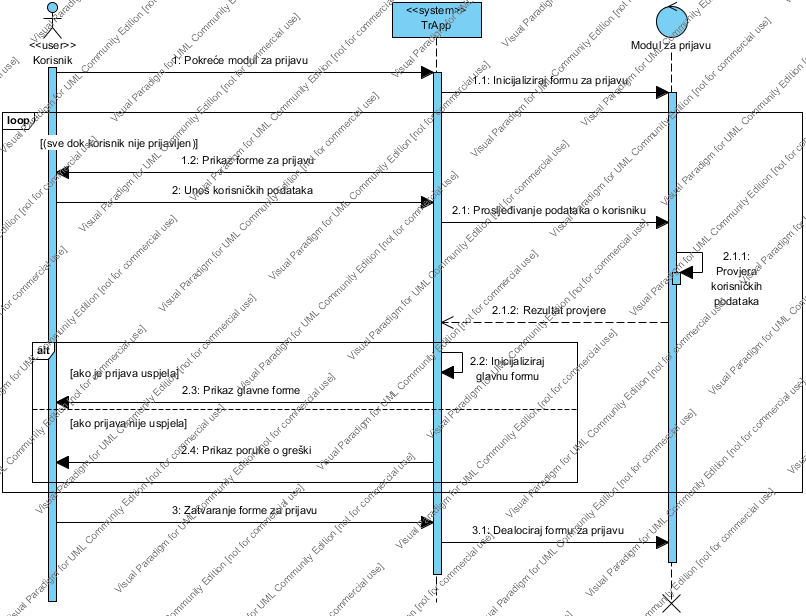 <<user>>
Korisnik
<<system>>
TrApp
Modul za prijavu
1: Pokreće modul za prijavu
1.1: Inicijaliziraj formu za prijavu
loop
[(sve dok korisnik nije prijavljen)]
1.2: Prikaz forme za prijavu
2: Unos korisničkih podataka
2.1: Prosljeđivanje podataka o korisniku
2.1.1:
Provjera
korisničkih
podataka
2.1.2: Rezultat provjere
alt
2.2: Inicijaliziraj
glavnu formu
[ako je prijava uspjela]
2.3: Prikaz glavne forme
[ako prijava nije uspjela]
2.4: Prikaz poruke o greški
3: Zatvaranje forme za prijavu
3.1: Dealociraj formu za prijavu
Visual Paradigm for UML Community Edition [not for commercial use]